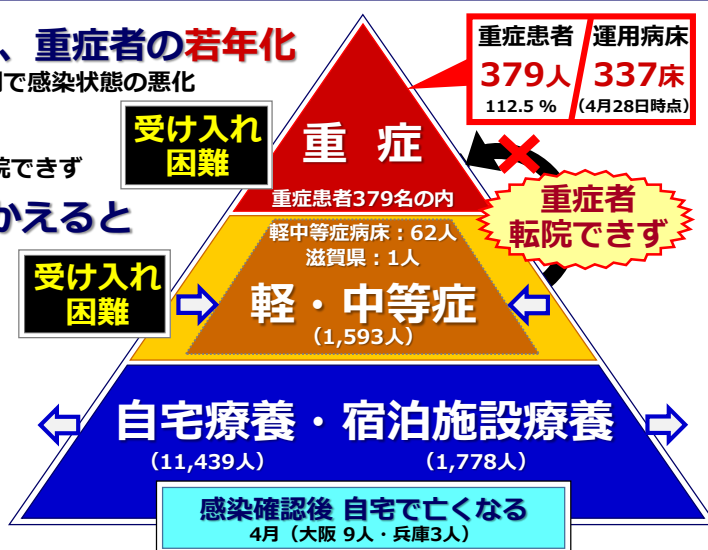 、重症者の若年化
で感染状態の悪化
院できず
かえると
受け入れ
困難
受け入れ
困難
重症患者
379人
112.5 %
運用病床
337床
(4月28日時点)
重 症
重症患者379名の内
重症者
転院できず
軽中等症病床：62人
滋賀県：1人
軽・中等症
（1,593人）
自宅療養・宿泊施設療養
（11,439人）
（1,778人）
感染確認後 自宅で亡くなる
4月（大阪 9人・兵庫3人）